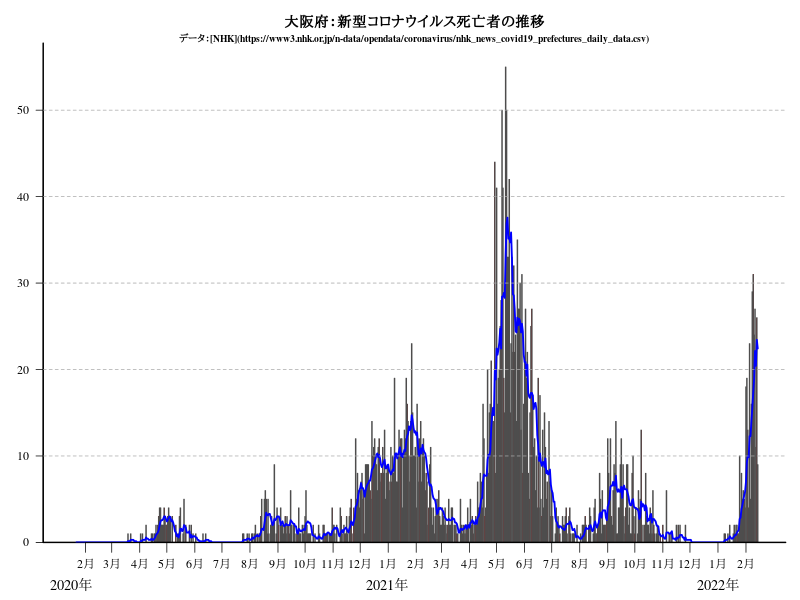 大阪府：新型コロナウイルス死亡者の推移
データ：[NHK](https://www3.nhk.or.jp/n-data/opendata/coronavirus/nhk_news_covid19_prefectures_daily_data.csv)
50
40
30
20
10
0
2月 3月 4月 5月 6月 7月 8月 9月 10月 11月 12月 1月 2月 3月 4月 5月 6月 7月 8月 9月 10月 11月 12月 1月 2月
2020年 2021年 2022年